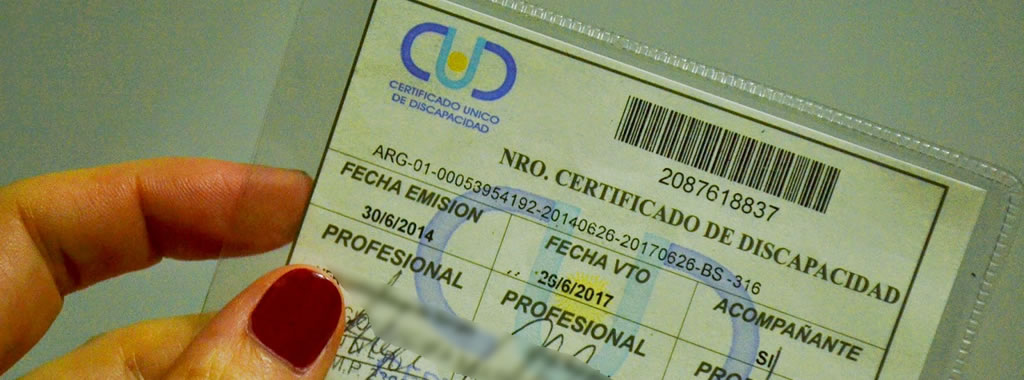 CUD
CERTIFICADO UNICO
DE DISCAPACIDAD
2087618837
NRO. CERTIFICADO DE DISCAPACIDAD
ARG-01-00053954192-20140626-20170626-BS -316
FECHA EMISION FECHA VTO ACOMPAÑANTE
30/6/2014 26/6/2017 SI
PROFESIONAL PROFESIONAL